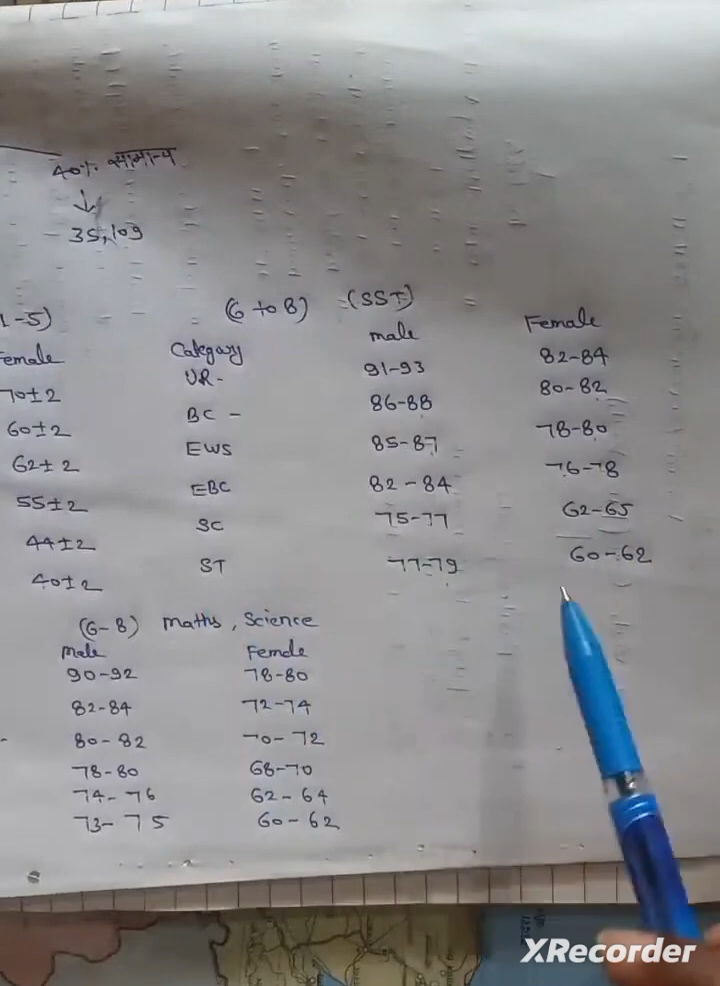 40% सामान्य
↓
35,109
1-5) (6 to 8) (SST)
emale Category male Female
70±2 UR - 91-93 82-84
60±2 BC - 86-88 80-82
62±2 EWS 85-87 78-80
55±2 EBC 82-84 76-78
44±2 SC 75-77 62-65
40±2 ST 77-79 60-62
(6-8) maths, Science
Male Female
90-92 78-80
82-84 72-74
80-82 70-72
78-80 68-70
74-76 62-64
73-75 60-62
XRecorder